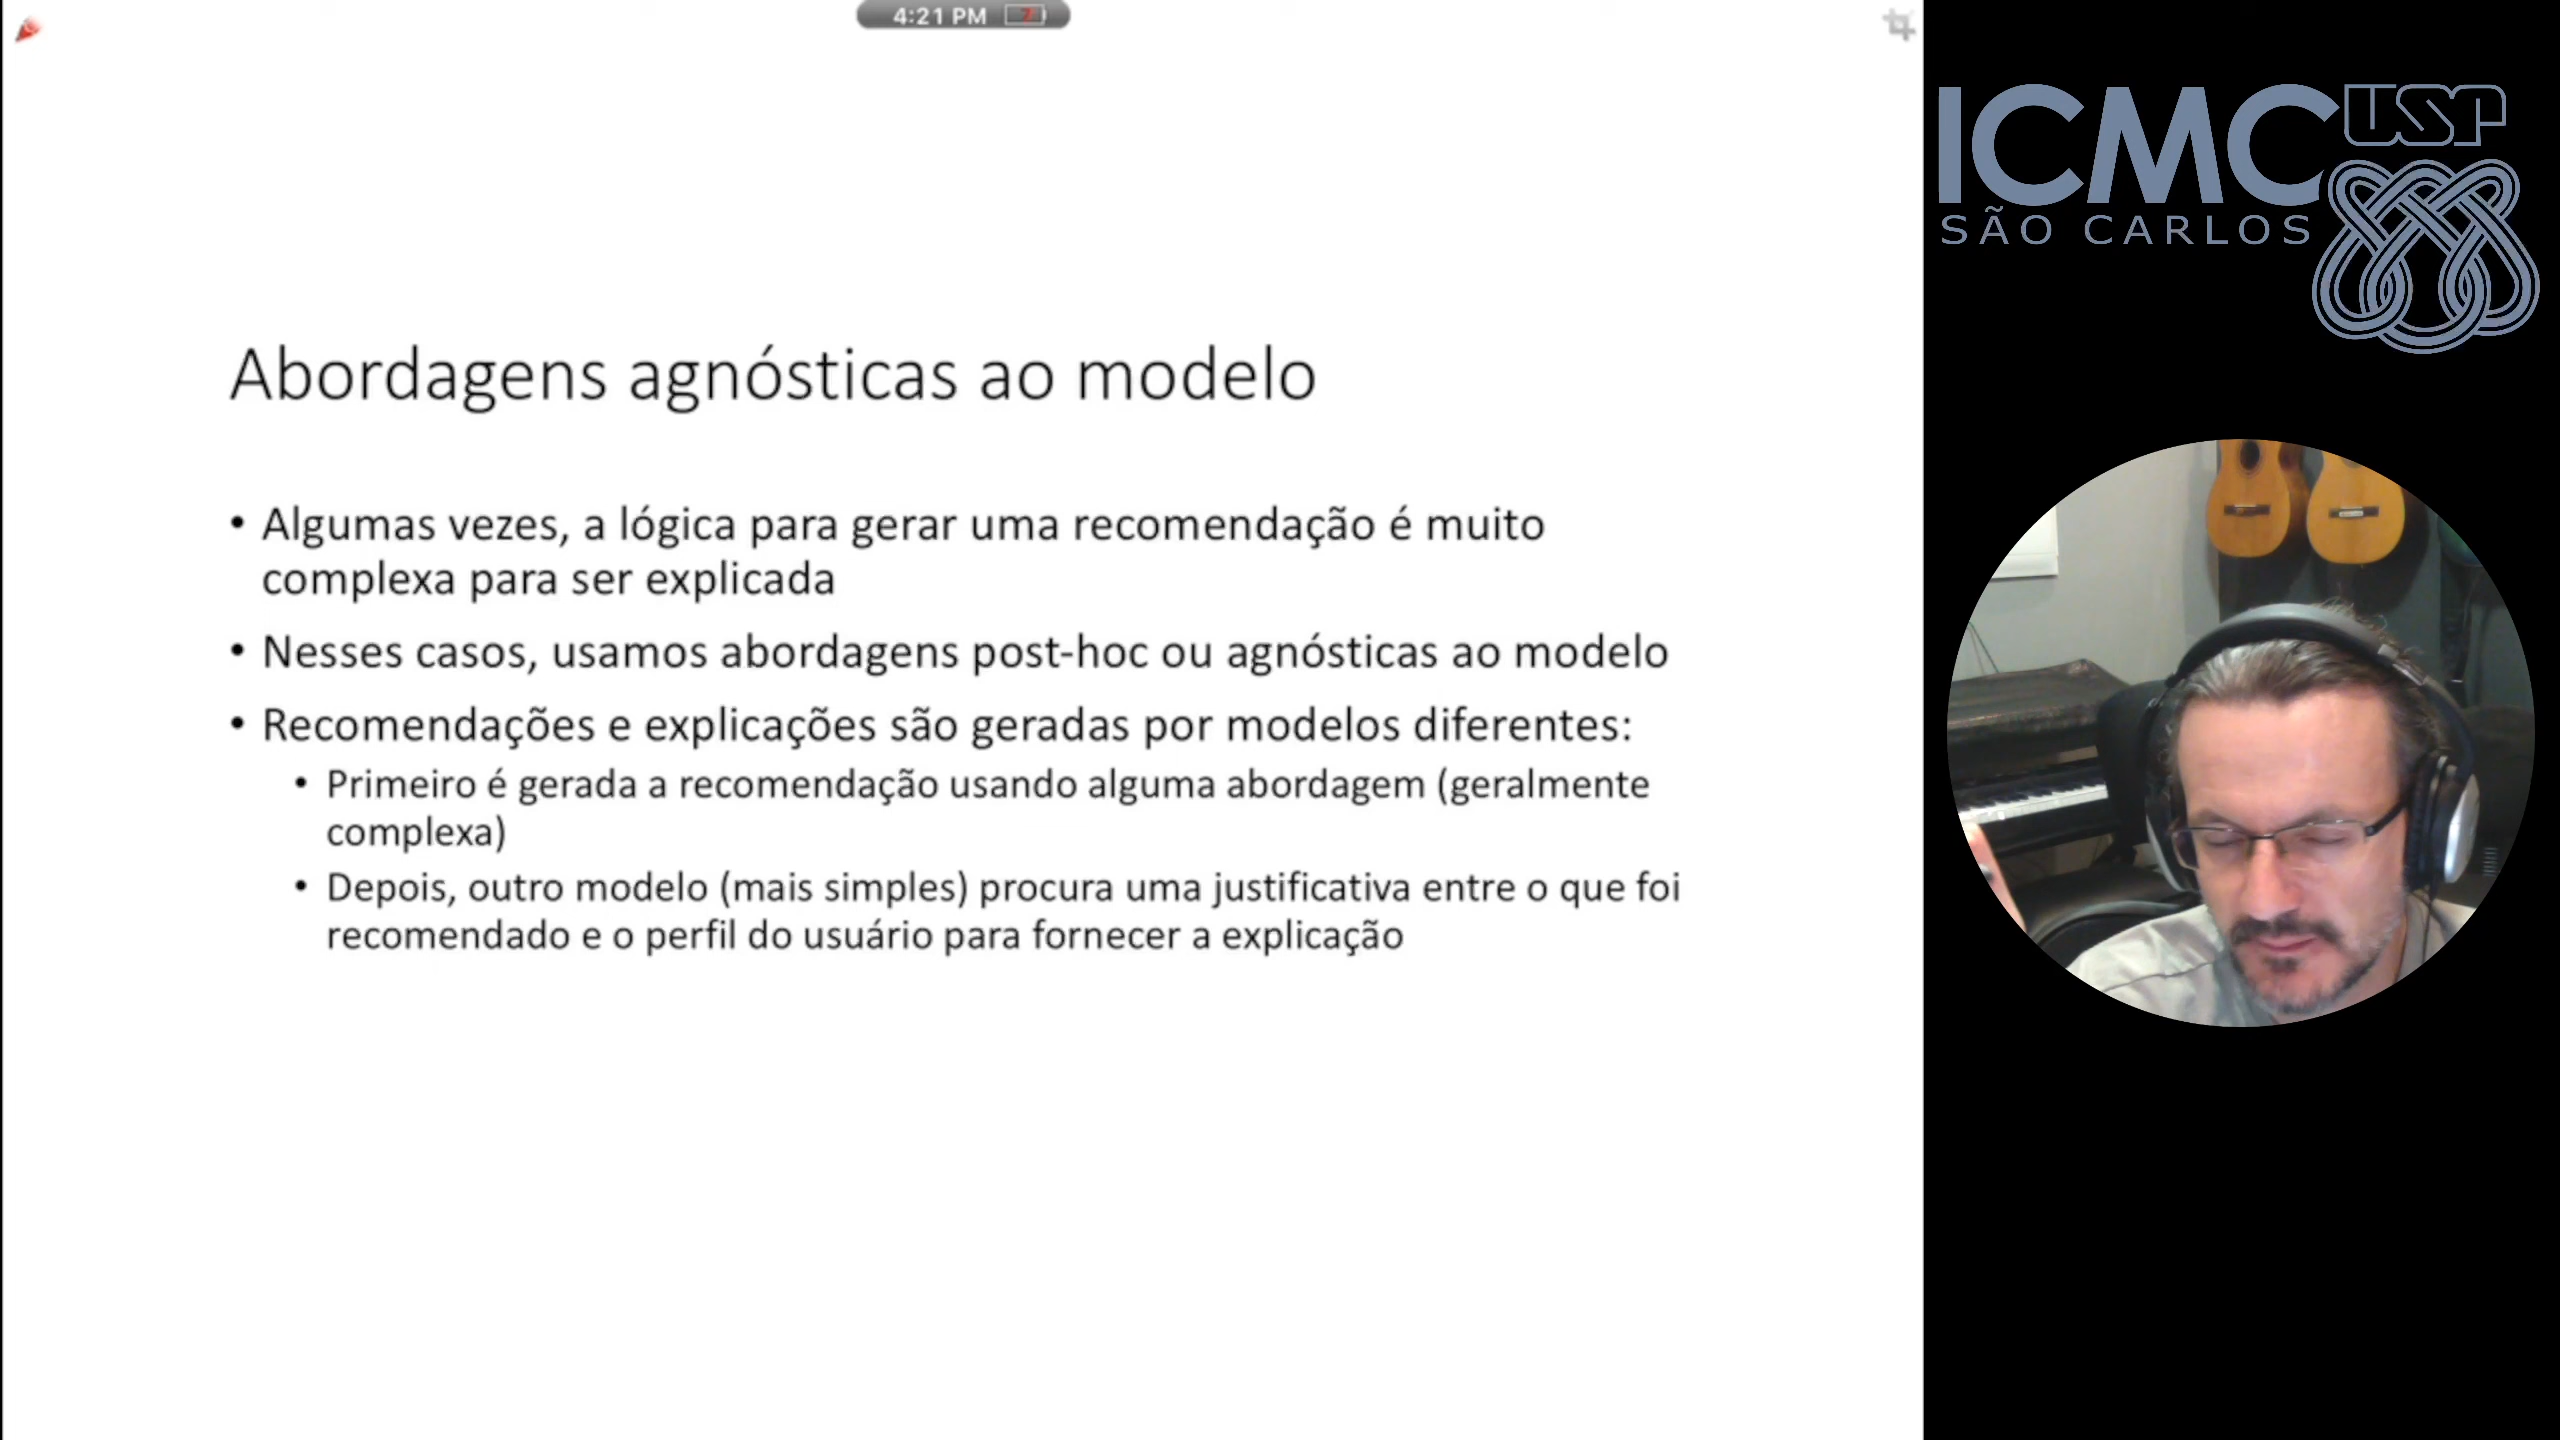 4:21 PM
ICMC USP
SÃO CARLOS
Abordagens agnósticas ao modelo
• Algumas vezes, a lógica para gerar uma recomendação é muito
complexa para ser explicada
• Nesses casos, usamos abordagens post-hoc ou agnósticas ao modelo
• Recomendações e explicações são geradas por modelos diferentes:
• Primeiro é gerada a recomendação usando alguma abordagem (geralmente
complexa)
• Depois, outro modelo (mais simples) procura uma justificativa entre o que foi
recomendado e o perfil do usuário para fornecer a explicação